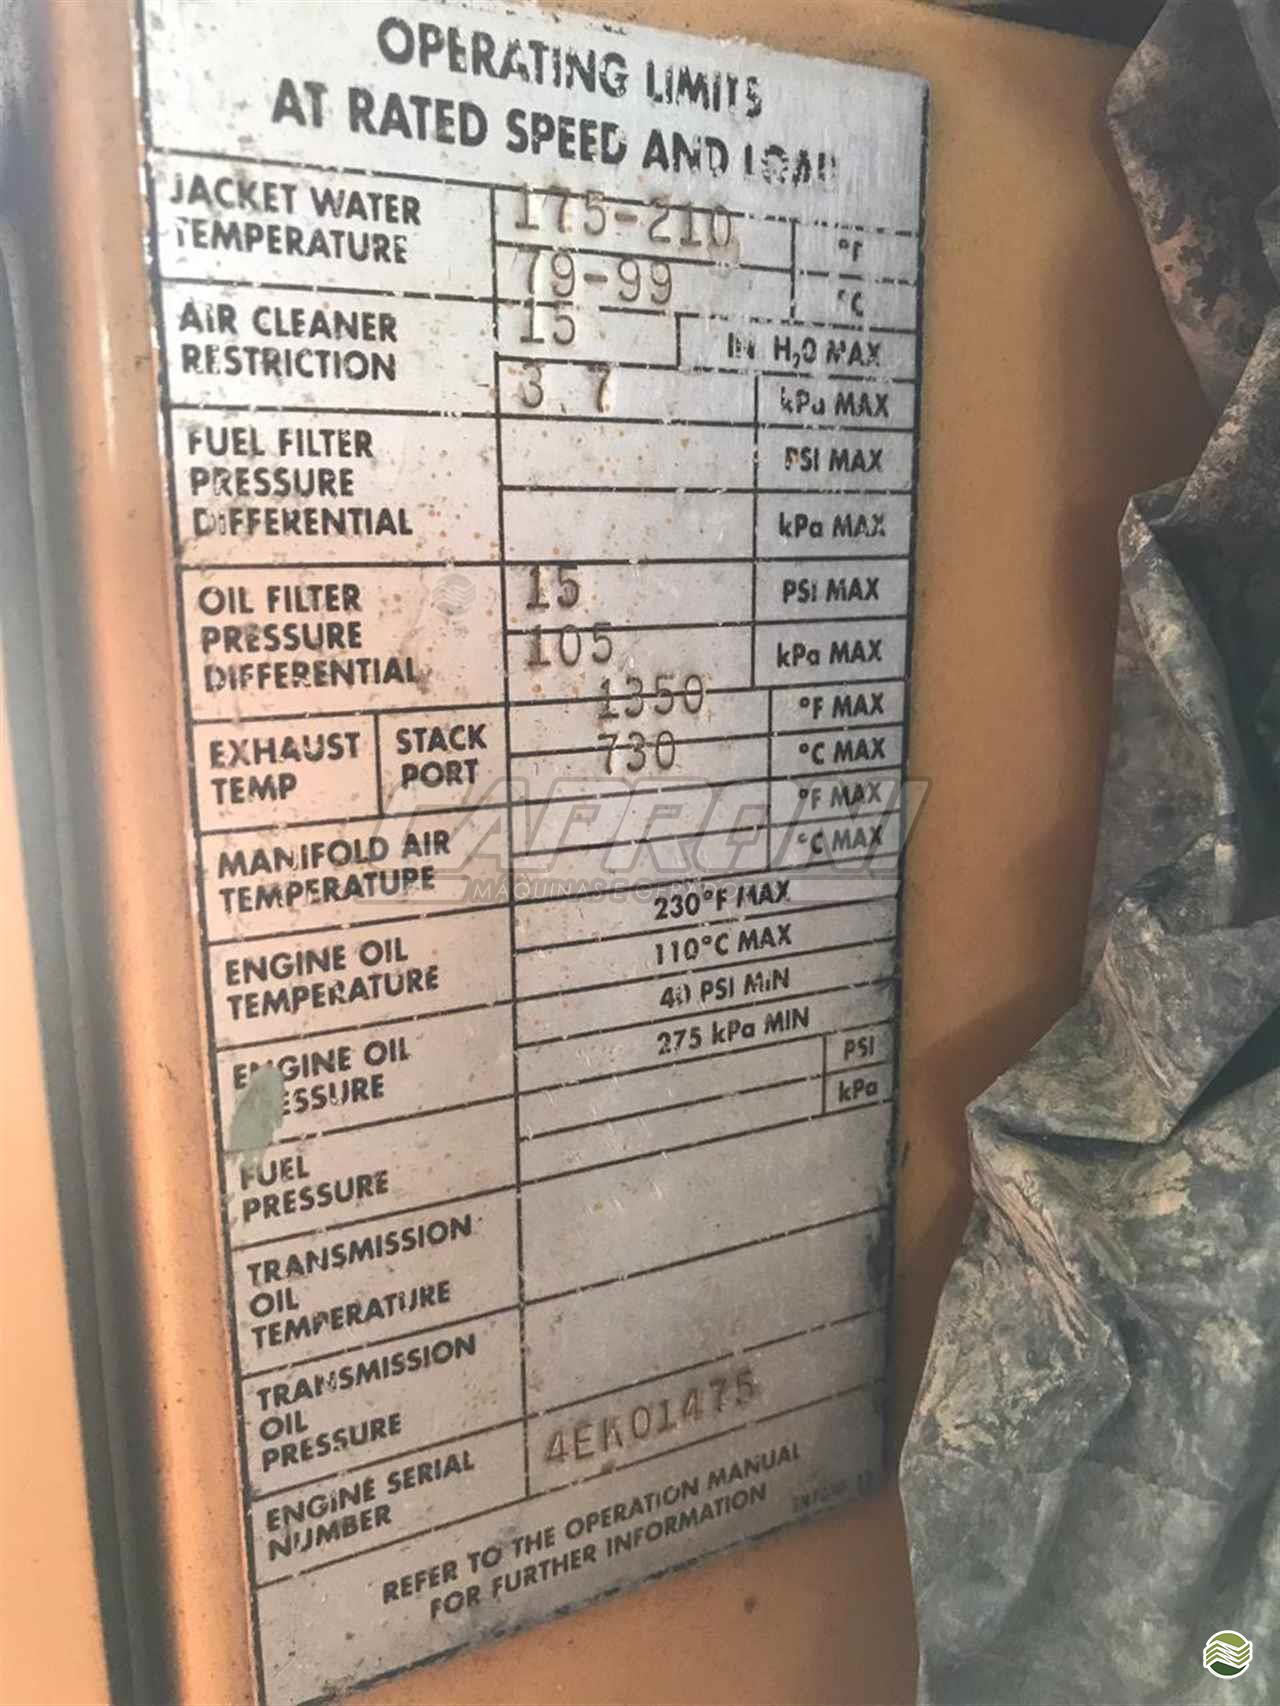 OPERATING LIMITS
AT RATED SPEED AND LOAD
JACKET WATER
TEMPERATURE
175-210
°F
79-99
°C
AIR CLEANER
RESTRICTION
15
IN H₂O MAX
3.7
kPa MAX
FUEL FILTER
PRESSURE
DIFFERENTIAL
PSI MAX
kPa MAX
OIL FILTER
PRESSURE
DIFFERENTIAL
15
PSI MAX
105
kPa MAX
EXHAUST
TEMP
STACK
PORT
1350
°F MAX
730
°C MAX
MANIFOLD AIR
TEMPERATURE
°F MAX
°C MAX
CAPRONI
MÁQUINAS E GERADO
ENGINE OIL
TEMPERATURE
230°F MAX
110°C MAX
ENGINE OIL
PRESSURE
40 PSI MIN
275 kPa MIN
FUEL
PRESSURE
PSI
kPa
TRANSMISSION
OIL
TEMPERATURE
TRANSMISSION
OIL
PRESSURE
ENGINE SERIAL
NUMBER
4EK01475
REFER TO THE OPERATION MANUAL
FOR FURTHER INFORMATION